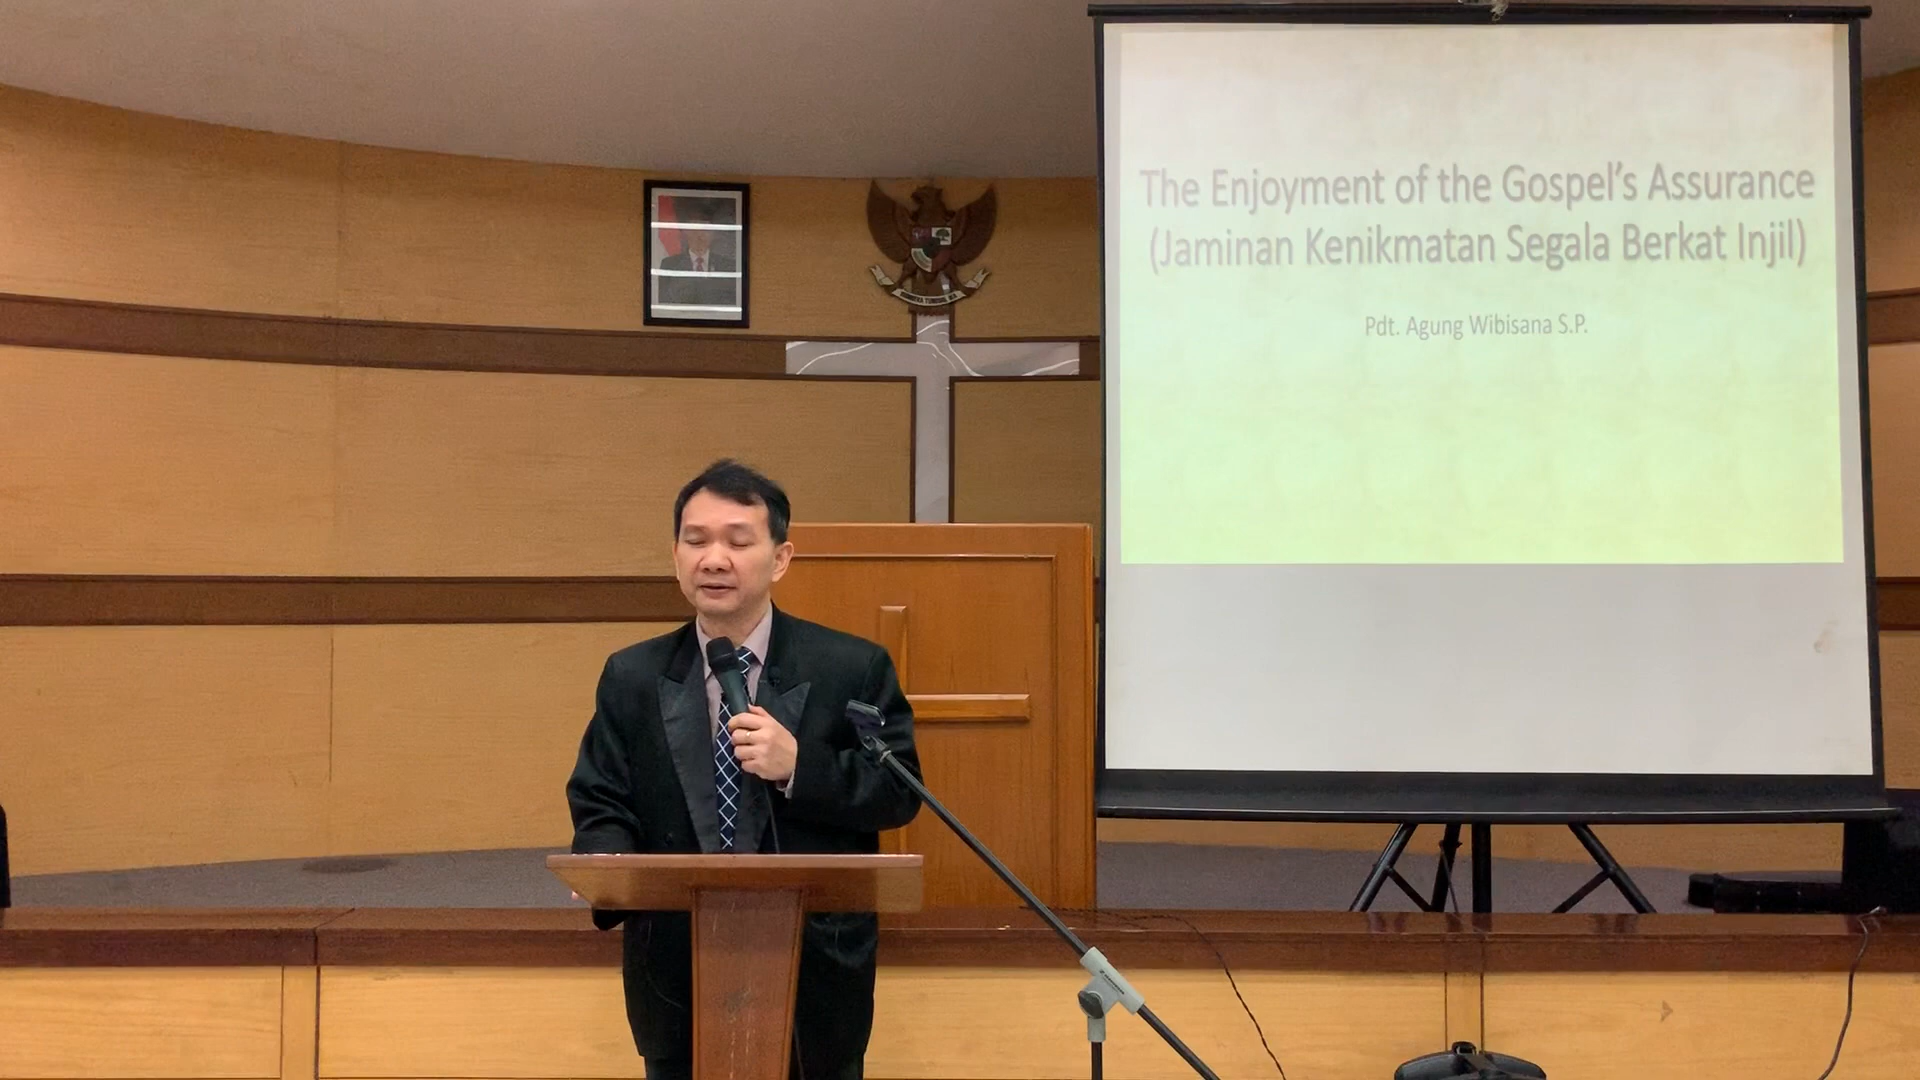 The Enjoyment of the Gospel's Assurance
(Jaminan Kenikmatan Segala Berkat Injil)
Pdt. Agung Wibisana S.P.